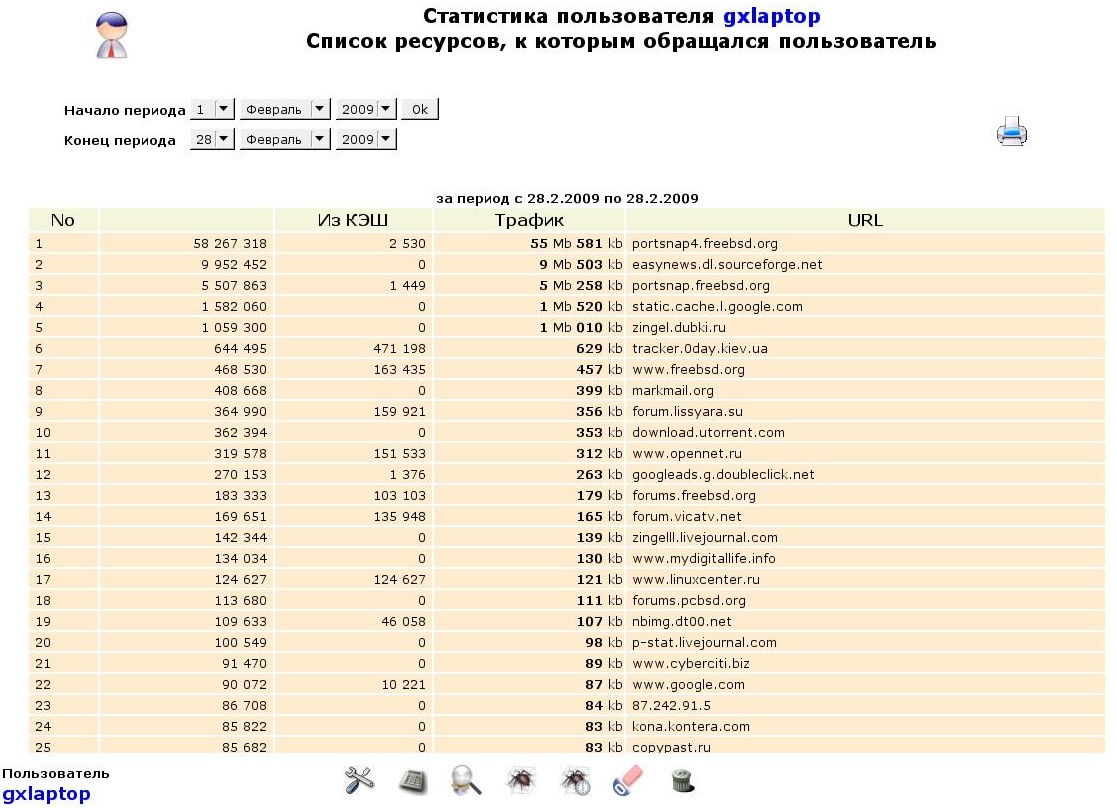 Статистика пользователя gxlaptop
Список ресурсов, к которым обращался пользователь
Начало периода 1 Февраль 2009 Ok
Конец периода 28 Февраль 2009
за период с 28.2.2009 по 28.2.2009
No Из КЭШ Трафик URL
1 58 267 318 2 530 55 Mb 581 kb portsnap4.freebsd.org
2 9 952 452 0 9 Mb 503 kb easynews.dl.sourceforge.net
3 5 507 863 1 449 5 Mb 258 kb portsnap.freebsd.org
4 1 582 060 0 1 Mb 520 kb static.cache.l.google.com
5 1 059 300 0 1 Mb 010 kb zingel.dubki.ru
6 644 495 471 198 629 kb tracker.0day.kiev.ua
7 468 530 163 435 457 kb www.freebsd.org
8 408 668 0 399 kb markmail.org
9 364 990 159 921 356 kb forum.lissyara.su
10 362 394 0 353 kb download.utorrent.com
11 319 578 151 533 312 kb www.opennet.ru
12 270 153 1 376 263 kb googleads.g.doubleclick.net
13 183 333 103 103 179 kb forums.freebsd.org
14 169 651 135 948 165 kb forum.vicatv.net
15 142 344 0 139 kb zingelll.livejournal.com
16 134 034 0 130 kb www.mydigitallife.info
17 124 627 124 627 121 kb www.linuxcenter.ru
18 113 680 0 111 kb forums.pcbsd.org
19 109 633 46 058 107 kb nbimg.dt00.net
20 100 549 0 98 kb p-stat.livejournal.com
21 91 470 0 89 kb www.cyberciti.biz
22 90 072 10 221 87 kb www.google.com
23 86 708 0 84 kb 87.242.91.5
24 85 822 0 83 kb kona.kontera.com
25 85 682 0 83 kb copypast.ru
Пользователь
gxlaptop